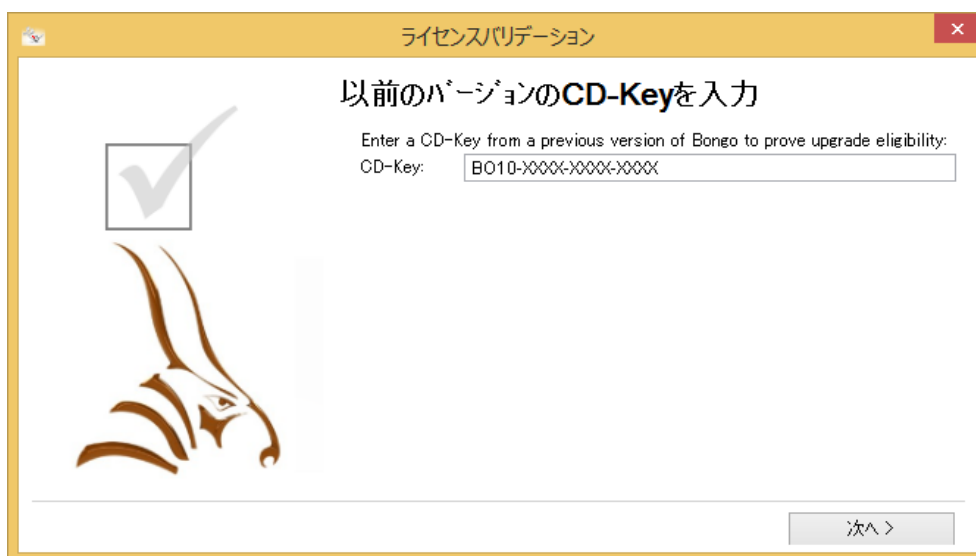 ライセンスバリデーション
以前のバージョンのCD-Keyを入力
Enter a CD-Key from a previous version of Bongo to prove upgrade eligibility:
CD-Key: BO10-XXXX-XXXX-XXXX
次へ >